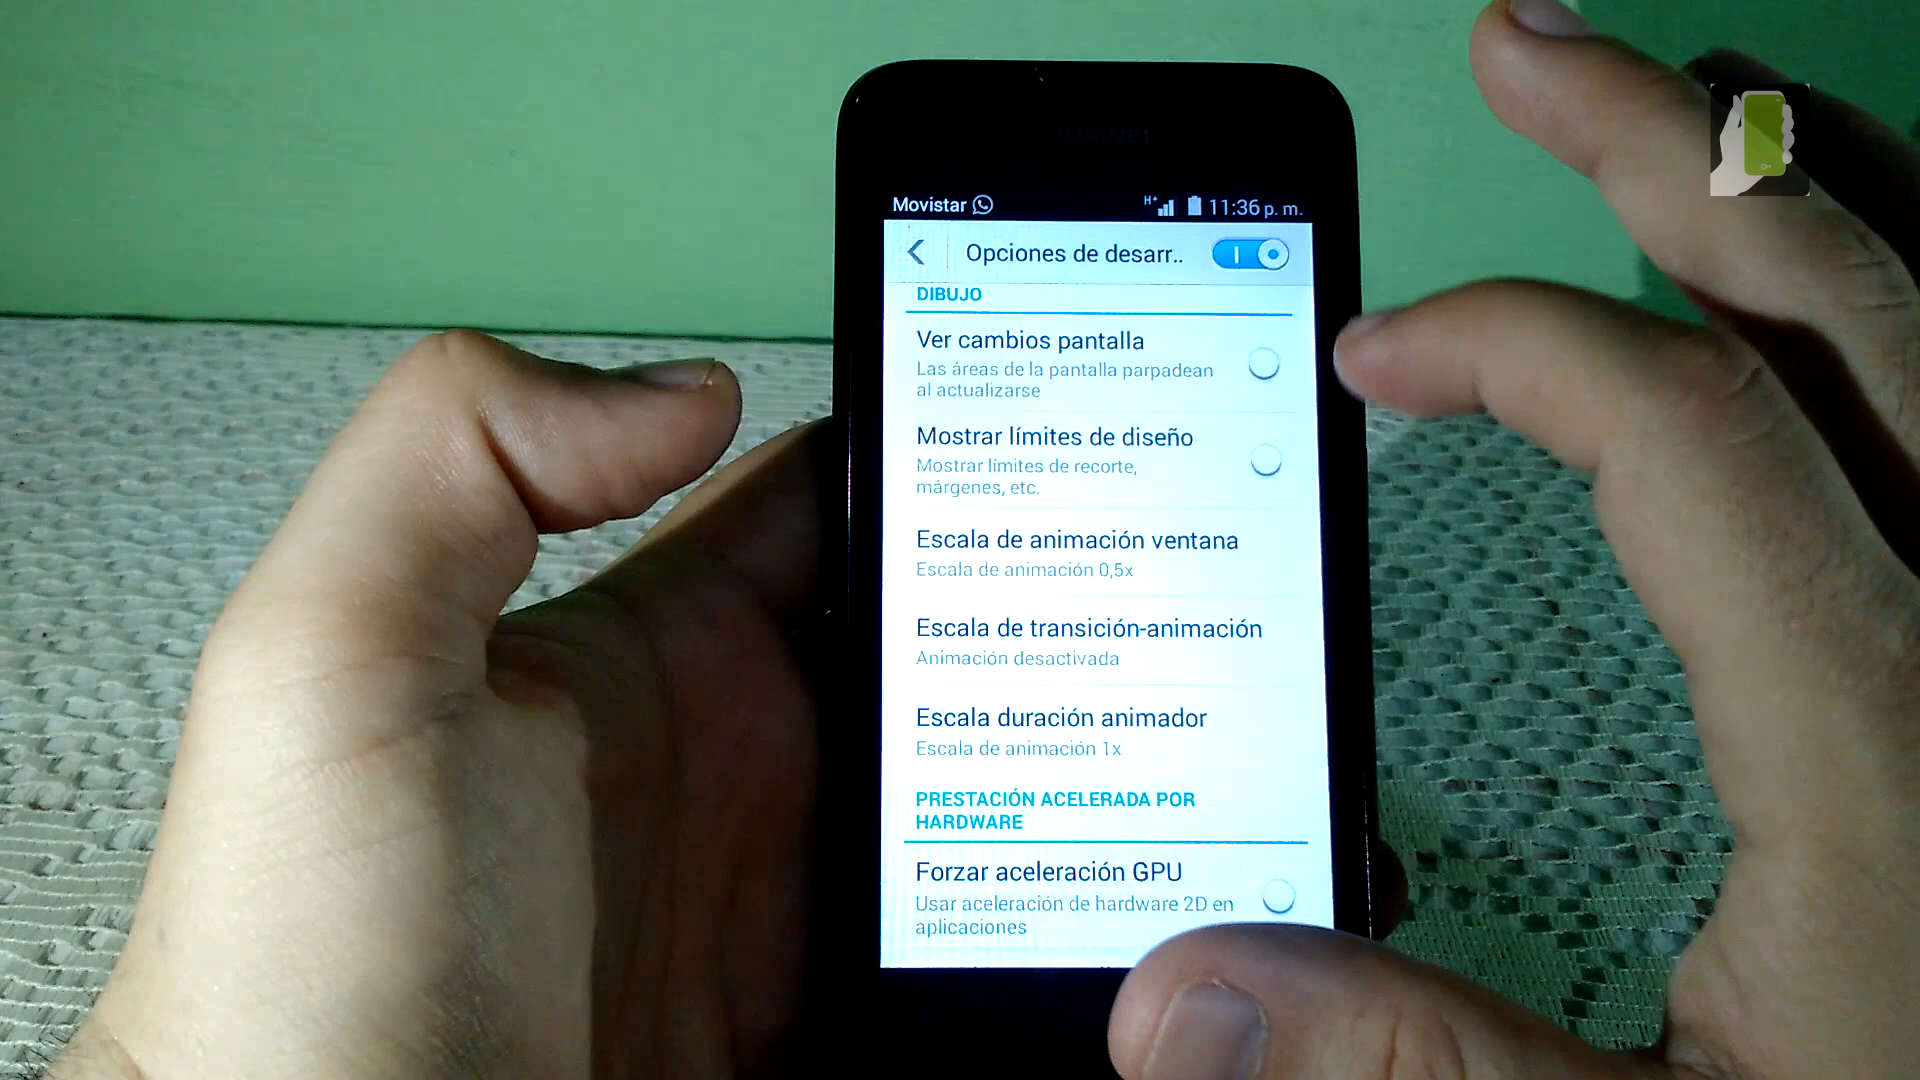 HUAWEI
Movistar
H+ 11:36 p. m.
Opciones de desarr..
DIBUJO
Ver cambios pantalla
Las áreas de la pantalla parpadean
al actualizarse
Mostrar límites de diseño
Mostrar límites de recorte,
márgenes, etc.
Escala de animación ventana
Escala de animación 0,5x
Escala de transición-animación
Animación desactivada
Escala duración animador
Escala de animación 1x
PRESTACIÓN ACELERADA POR
HARDWARE
Forzar aceleración GPU
Usar aceleración de hardware 2D en
aplicaciones